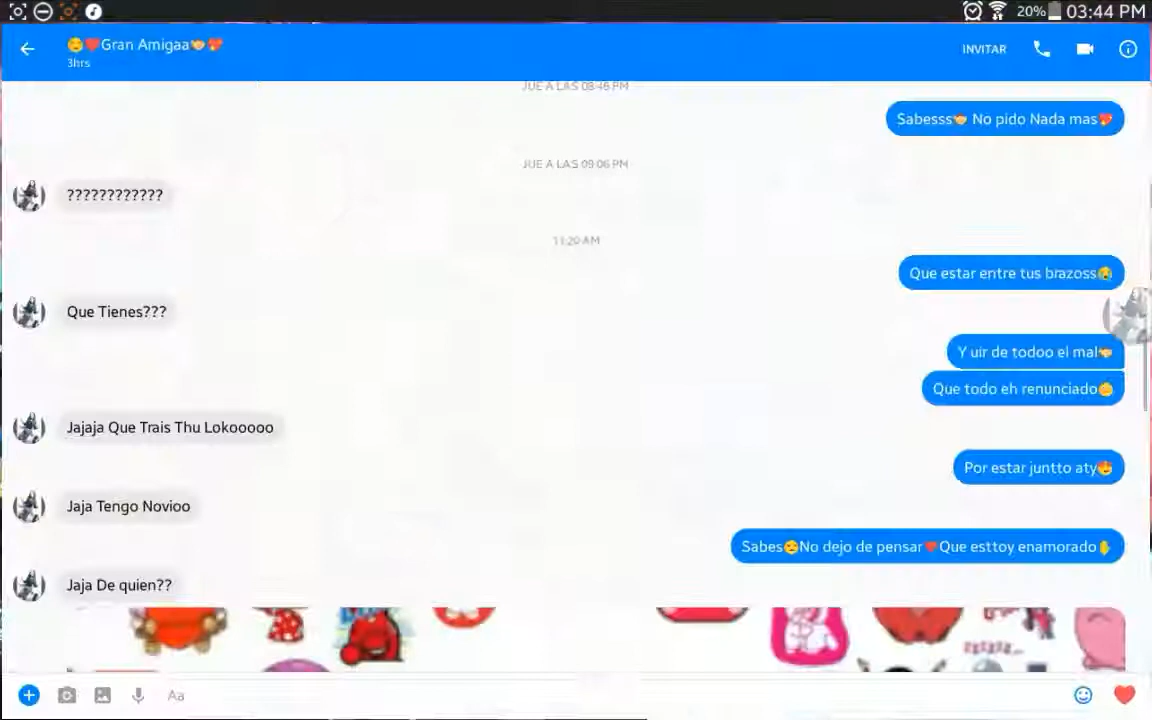 20% 03:44 PM
Gran Amigaa
3hrs
INVITAR
JUE A LAS 08:46 PM
Sabesss No pido Nada mas
JUE A LAS 09:06 PM
????????????
11:20 AM
Que estar entre tus brazoss
Que Tienes???
Y uir de todoo el mal
Que todo eh renunciado
Jajaja Que Trais Thu Lokooooo
Por estar juntto aty
Jaja Tengo Novioo
Sabes No dejo de pensar Que esttoy enamorado
Jaja De quien??
Aa